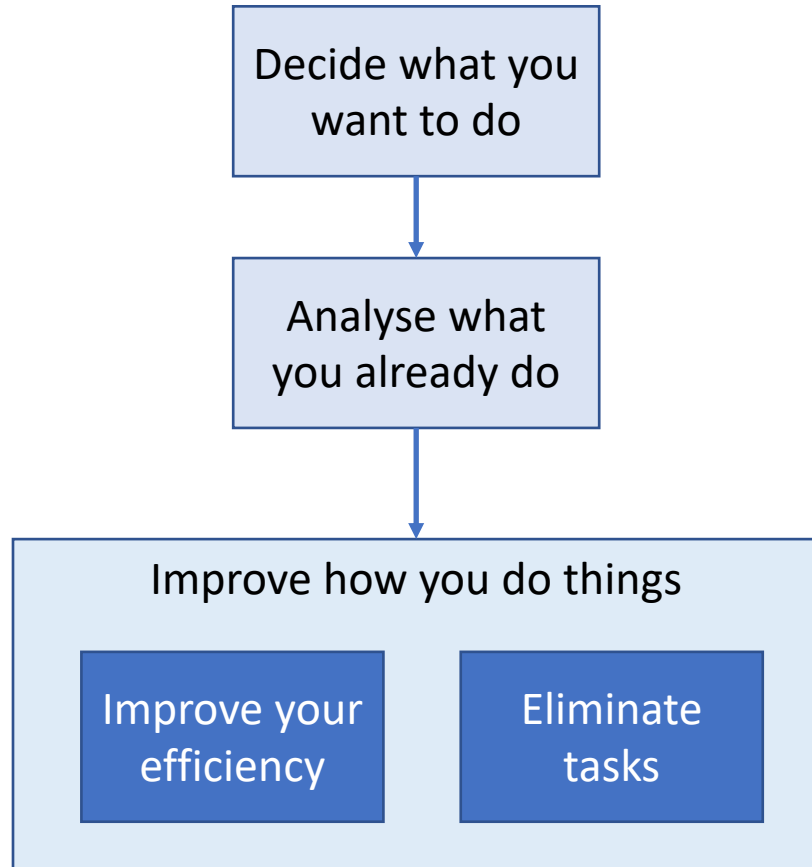 Decide what you
want to do
Analyse what
you already do
Improve how you do things
Improve your
efficiency
Eliminate
tasks